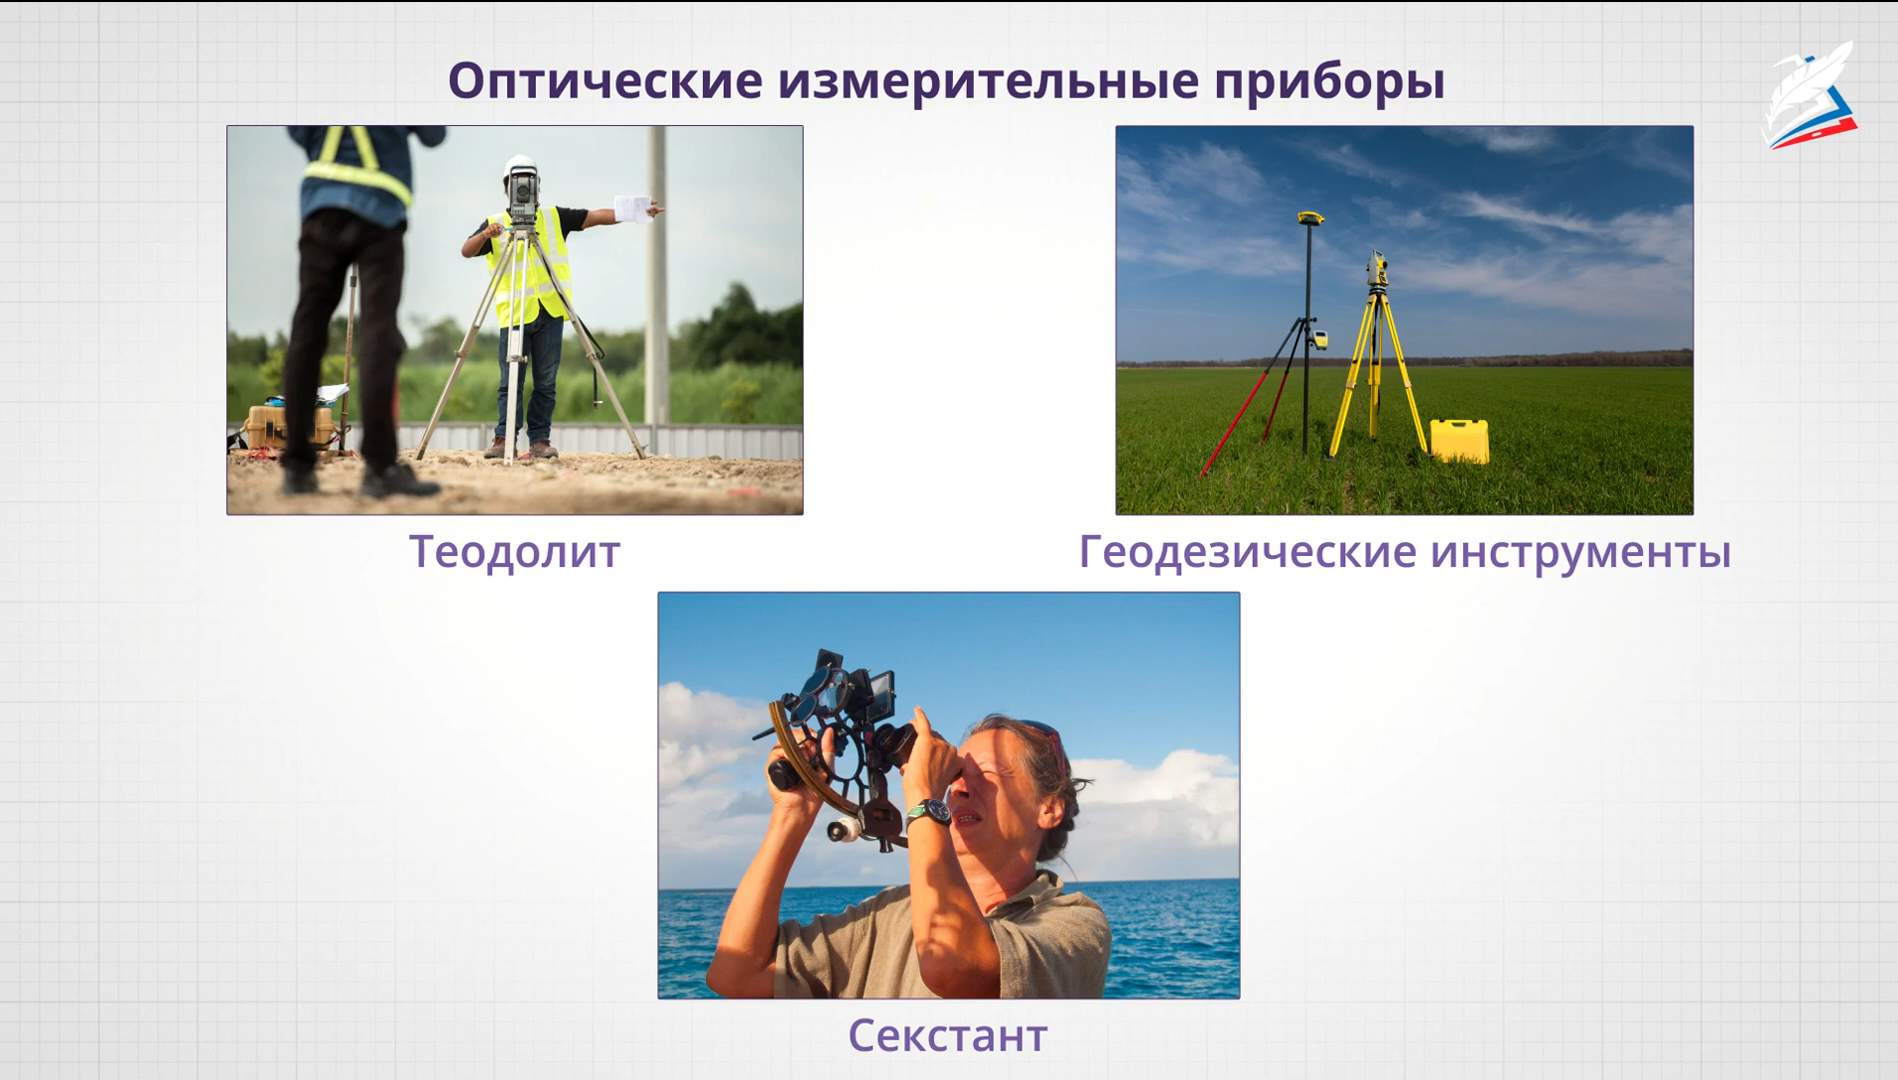 Оптические измерительные приборы
Теодолит
Геодезические инструменты
Секстант